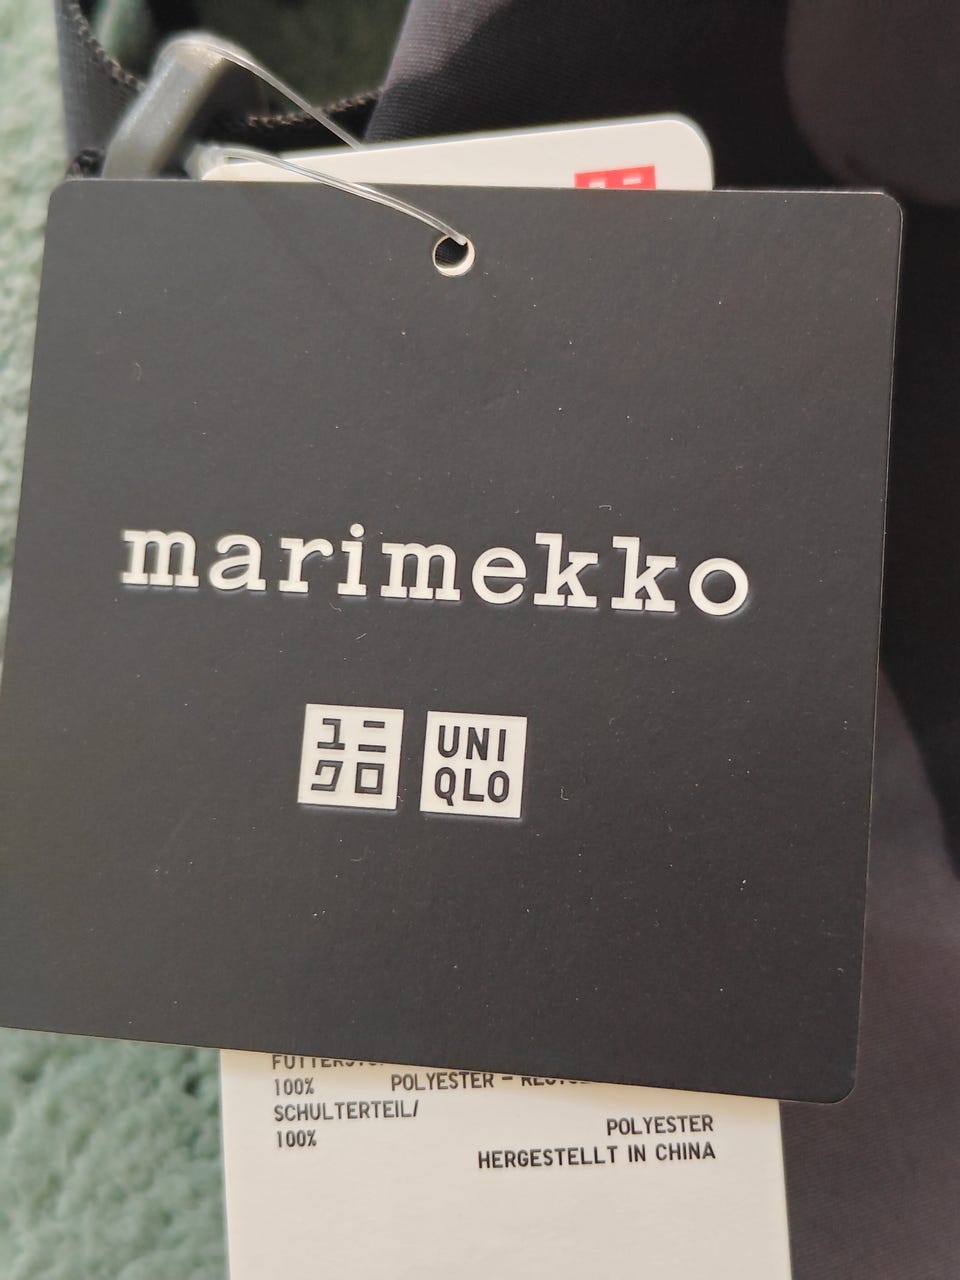 marimekko
ユニ
クロ
UNI
QLO
100% POLYESTER –
SCHULTERTEIL/
100% POLYESTER
HERGESTELLT IN CHINA